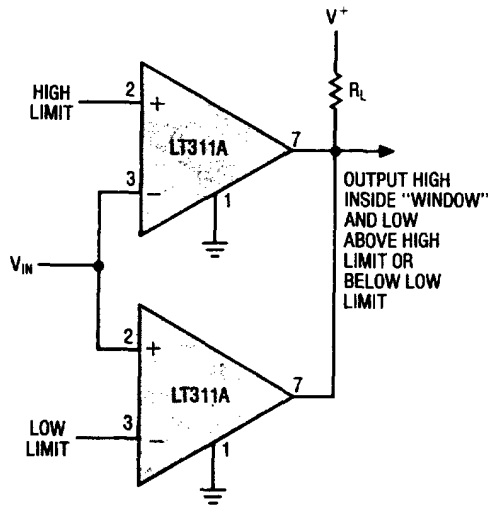 V+
RL
HIGH
LIMIT
2
+
LT311A
7
3
−
1
OUTPUT HIGH
INSIDE "WINDOW"
AND LOW
ABOVE HIGH
LIMIT OR
BELOW LOW
LIMIT
VIN
2
+
LT311A
7
LOW
LIMIT
3
−
1